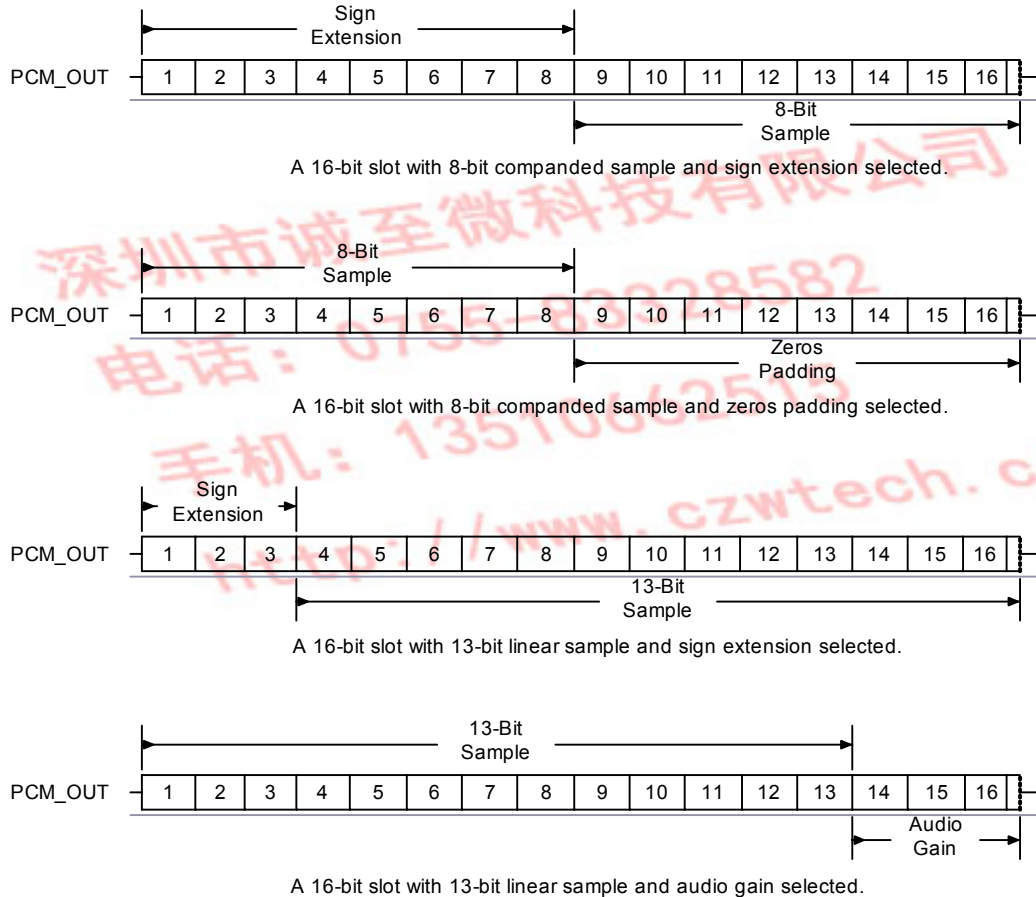 Sign
Extension
PCM_OUT 1 2 3 4 5 6 7 8 9 10 11 12 13 14 15 16
8-Bit
Sample
A 16-bit slot with 8-bit companded sample and sign extension selected.
深圳市诚至微科技有限公司
8-Bit
Sample
PCM_OUT 1 2 3 4 5 6 7 8 9 10 11 12 13 14 15 16
电话：0755-83328582
Zeros
Padding
A 16-bit slot with 8-bit companded sample and zeros padding selected.
手机：13510662515
Sign
Extension
http://www.czwtech.c
PCM_OUT 1 2 3 4 5 6 7 8 9 10 11 12 13 14 15 16
13-Bit
Sample
A 16-bit slot with 13-bit linear sample and sign extension selected.
13-Bit
Sample
PCM_OUT 1 2 3 4 5 6 7 8 9 10 11 12 13 14 15 16
Audio
Gain
A 16-bit slot with 13-bit linear sample and audio gain selected.